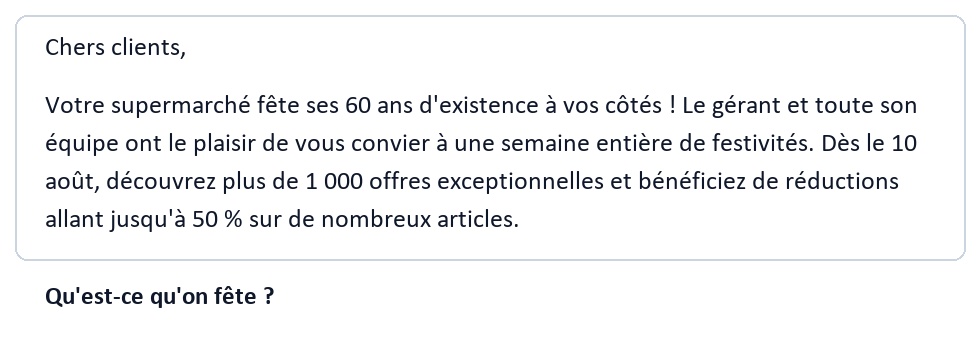 Chers clients,
Votre supermarché fête ses 60 ans d'existence à vos côtés ! Le gérant et toute son
équipe ont le plaisir de vous convier à une semaine entière de festivités. Dès le 10
août, découvrez plus de 1 000 offres exceptionnelles et bénéficiez de réductions
allant jusqu'à 50 % sur de nombreux articles.
Qu'est-ce qu'on fête ?